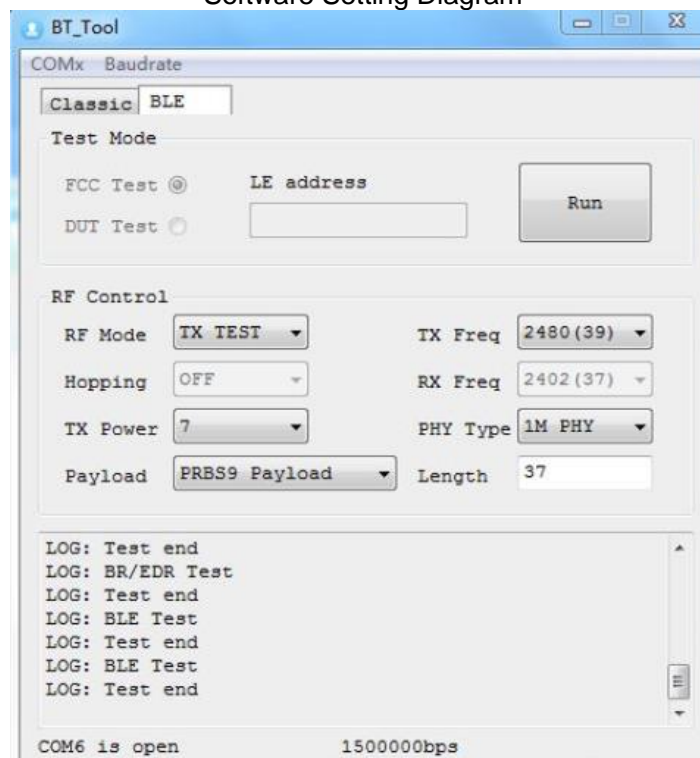 Software Setting Diagram
BT_Tool
COMx Baudrate
Classic BLE
Test Mode
FCC Test LE address
Run
DUT Test
RF Control
RF Mode TX TEST TX Freq 2480(39)
Hopping OFF RX Freq 2402(37)
TX Power 7 PHY Type 1M PHY
Payload PRBS9 Payload Length 37
LOG: Test end
LOG: BR/EDR Test
LOG: Test end
LOG: BLE Test
LOG: Test end
LOG: BLE Test
LOG: Test end
COM6 is open 1500000bps